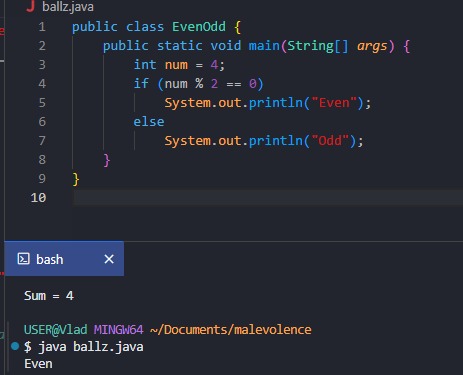 J ballz.java
1 public class EvenOdd {
2 public static void main(String[] args) {
3 int num = 4;
4 if (num % 2 == 0)
5 System.out.println("Even");
6 else
7 System.out.println("Odd");
8 }
9 }
10
bash ×
Sum = 4
USER@Vlad MINGW64 ~/Documents/malevolence
$ java ballz.java
Even